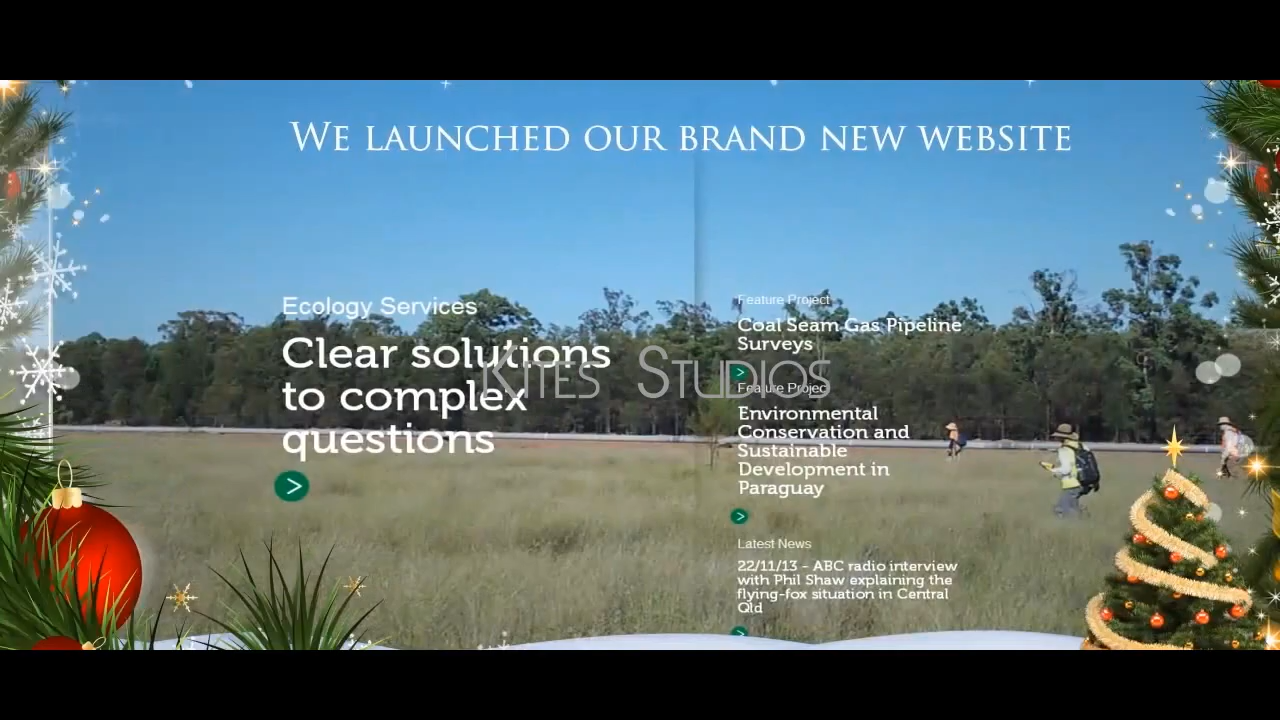 We launched our brand new website
Ecology Services
Clear solutions
to complex
questions
Kites Studios
Feature Project
Coal Seam Gas Pipeline
Surveys
Feature Project
Environmental
Conservation and
Sustainable
Development in
Paraguay
Latest News
22/11/13 - ABC radio interview
with Phil Shaw explaining the
flying-fox situation in Central
Qld